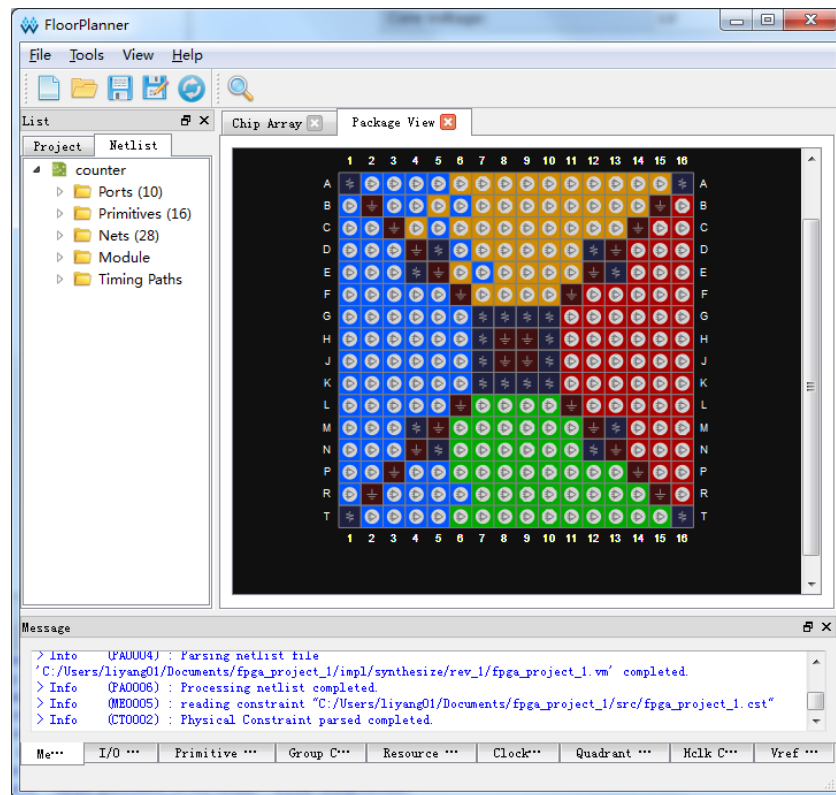 FloorPlanner
File Tools View Help
List
Chip Array
Package View
Project Netlist
counter
Ports (10)
Primitives (16)
Nets (28)
Module
Timing Paths
1 2 3 4 5 6 7 8 9 10 11 12 13 14 15 16
A A
B B
C C
D D
E E
F F
G G
H H
J J
K K
L L
M M
N N
P P
R R
T T
1 2 3 4 5 6 7 8 9 10 11 12 13 14 15 16
Message
> Info (PA0004) : Parsing netlist file
'C:/Users/liyang01/Documents/fpga_project_1/impl/synthesize/rev_1/fpga_project_1.vm' completed.
> Info (PA0006) : Processing netlist completed.
> Info (ME0005) : reading constraint "C:/Users/liyang01/Documents/fpga_project_1/src/fpga_project_1.cst"
> Info (CT0002) : Physical Constraint parsed completed.
Me··· I/O ··· Primitive ··· Group C··· Resource ··· Clock··· Quadrant ··· Hclk C··· Vref ···